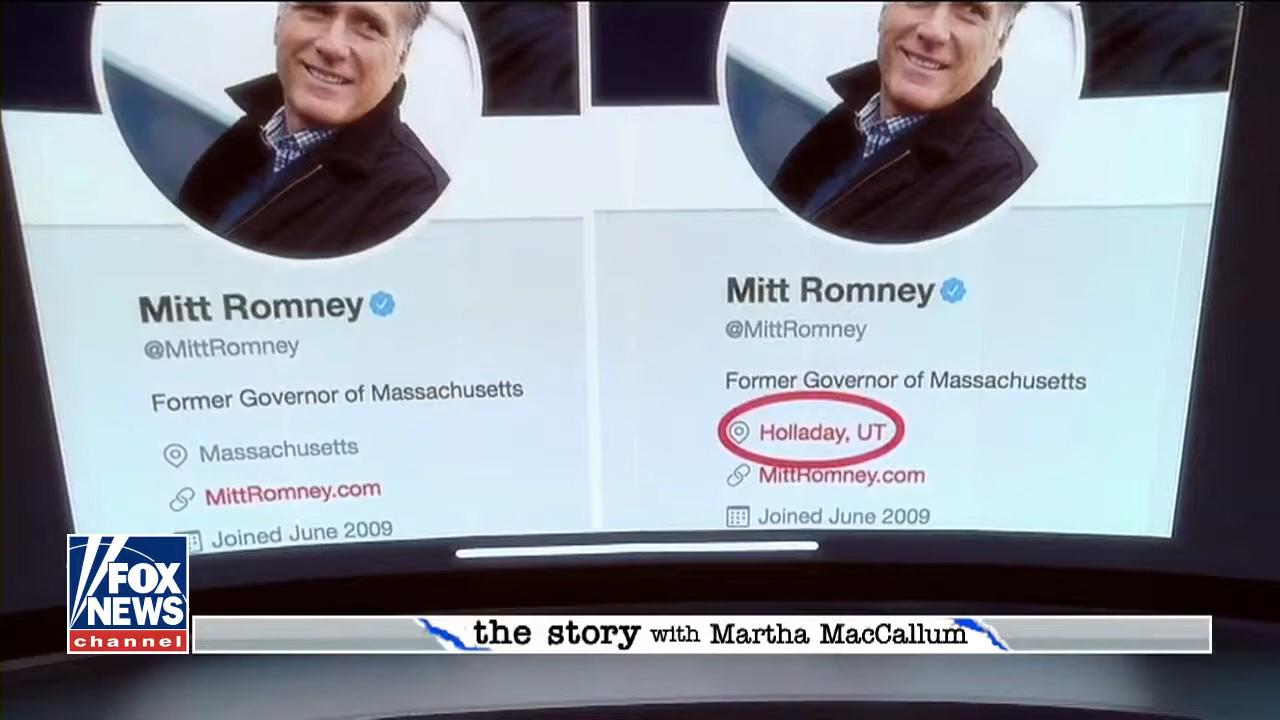 Mitt Romney
@MittRomney
Former Governor of Massachusetts
Massachusetts
MittRomney.com
Joined June 2009
Mitt Romney
@MittRomney
Former Governor of Massachusetts
Holladay, UT
MittRomney.com
Joined June 2009
FOX
NEWS
channel
the story with Martha MacCallum